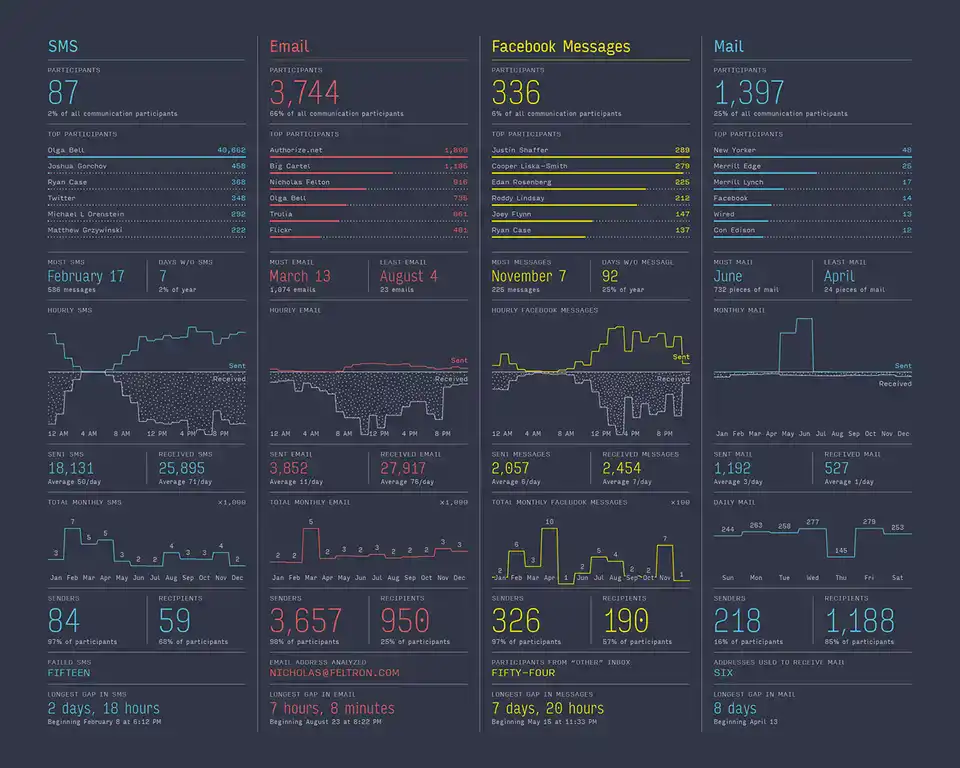 SMS
PARTICIPANTS
87
2% of all communication participants
TOP PARTICIPANTS
Olga Bell 40,662
Joshua Gorchov 458
Ryan Case 368
Twitter 348
Michael L Orenstein 292
Matthew Grzywinski 222
MOST SMS
February 17
586 messages
DAYS W/O SMS
7
2% of year
HOURLY SMS
Sent
Received
12 AM 4 AM 8 AM 12 PM 4 PM 8 PM
SENT SMS
18,131
Average 50/day
RECEIVED SMS
25,895
Average 71/day
TOTAL MONTHLY SMS ×1,000
3 7 5 5 3 2 2 4 3 3 4 2
Jan Feb Mar Apr May Jun Jul Aug Sep Oct Nov Dec
SENDERS
84
97% of participants
RECIPIENTS
59
68% of participants
FAILED SMS
FIFTEEN
LONGEST GAP IN SMS
2 days, 18 hours
Beginning February 8 at 6:12 PM
Email
PARTICIPANTS
3,744
66% of all communication participants
TOP PARTICIPANTS
Authorize.net
Big Cartel
Nicholas Felton
Olga Bell 735
Trulia 661
Flickr 481
MOST EMAIL
March 13
1,074 emails
LEAST EMAIL
August 4
23 emails
HOURLY EMAIL
Sent
Received
12 AM 4 AM 8 AM 12 PM 4 PM 8 PM
SENT EMAIL
3,852
Average 11/day
RECEIVED EMAIL
27,917
Average 76/day
TOTAL MONTHLY EMAIL ×1,000
2 2 5 2 3 2 3 2 2 2 3 3
Jan Feb Mar Apr May Jun Jul Aug Sep Oct Nov Dec
SENDERS
3,657
98% of participants
RECIPIENTS
950
25% of participants
EMAIL ADDRESS ANALYZED
NICHOLAS@FELTRON.COM
LONGEST GAP IN EMAIL
7 hours, 8 minutes
Beginning August 23 at 8:22 PM
Facebook Messages
PARTICIPANTS
336
6% of all communication participants
TOP PARTICIPANTS
Justin Shaffer 289
Cooper Liska-Smith 279
Edan Rosenberg 225
Roddy Lindsay 212
Joey Flynn 147
Ryan Case 137
MOST MESSAGES
November 7
225 messages
DAYS W/O MESSAGE
92
25% of year
HOURLY FACEBOOK MESSAGES
Sent
Received
12 AM 4 AM 8 AM 12 PM 4 PM 8 PM
SENT MESSAGES
2,057
Average 6/day
RECEIVED MESSAGES
2,454
Average 7/day
TOTAL MONTHLY FACEBOOK MESSAGES ×100
2 6 3 10 1 2 5 4 2 2 7 1
Jan Feb Mar Apr Jun Jul Aug Sep Oct Nov
SENDERS
326
97% of participants
RECIPIENTS
190
57% of participants
PARTICIPANTS FROM “OTHER” INBOX
FIFTY-FOUR
LONGEST GAP IN MESSAGES
7 days, 20 hours
Beginning May 15 at 11:33 PM
Mail
PARTICIPANTS
1,397
25% of all communication participants
TOP PARTICIPANTS
New Yorker 48
Merrill Edge 25
Merrill Lynch 17
Facebook 14
Wired 13
Con Edison 12
MOST MAIL
June
732 pieces of mail
LEAST MAIL
April
24 pieces of mail
MONTHLY MAIL
Sent
Received
Jan Feb Mar Apr May Jun Jul Aug Sep Oct Nov Dec
SENT MAIL
1,192
Average 3/day
RECEIVED MAIL
527
Average 1/day
DAILY MAIL
244 263 258 277 145 279 253
Sun Mon Tue Wed Thu Fri Sat
SENDERS
218
16% of participants
RECIPIENTS
1,188
85% of participants
ADDRESSES USED TO RECEIVE MAIL
SIX
LONGEST GAP IN MAIL
8 days
Beginning April 13